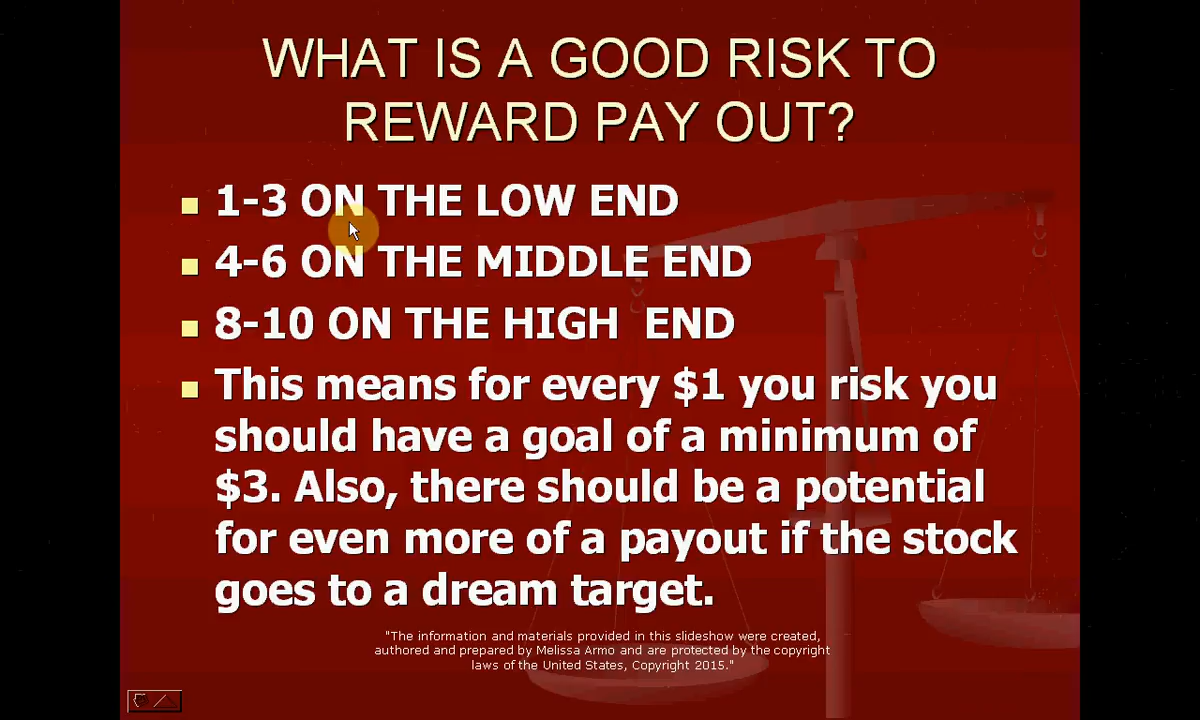 WHAT IS A GOOD RISK TO
REWARD PAY OUT?
1-3 ON THE LOW END
4-6 ON THE MIDDLE END
8-10 ON THE HIGH  END
This means for every $1 you risk you
should have a goal of a minimum of
$3. Also, there should be a potential
for even more of a payout if the stock
goes to a dream target.
"The information and materials provided in this slideshow were created,
authored and prepared by Melissa Armo and are protected by the copyright
laws of the United States, Copyright 2015."